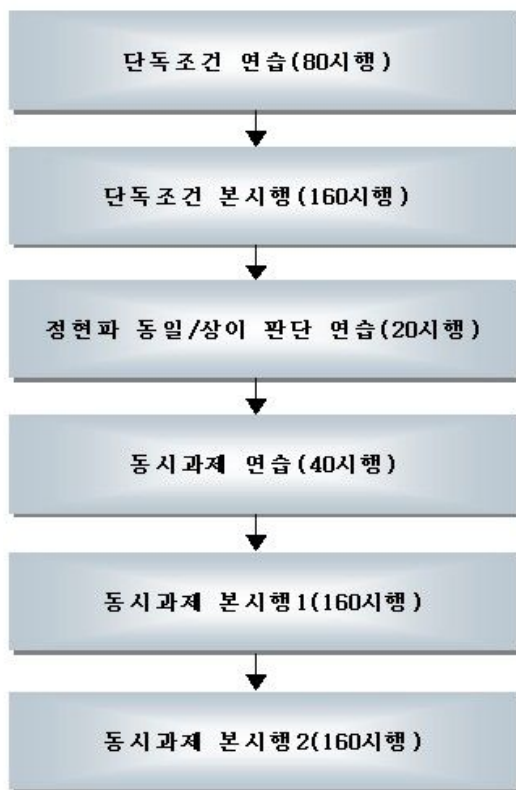 단독조건 연습(80시행)
단독조건 본시행(160시행)
정현파 동일/상이 판단 연습(20시행)
동시과제 연습(40시행)
동시과제 본시행1(160시행)
동시과제 본시행2(160시행)